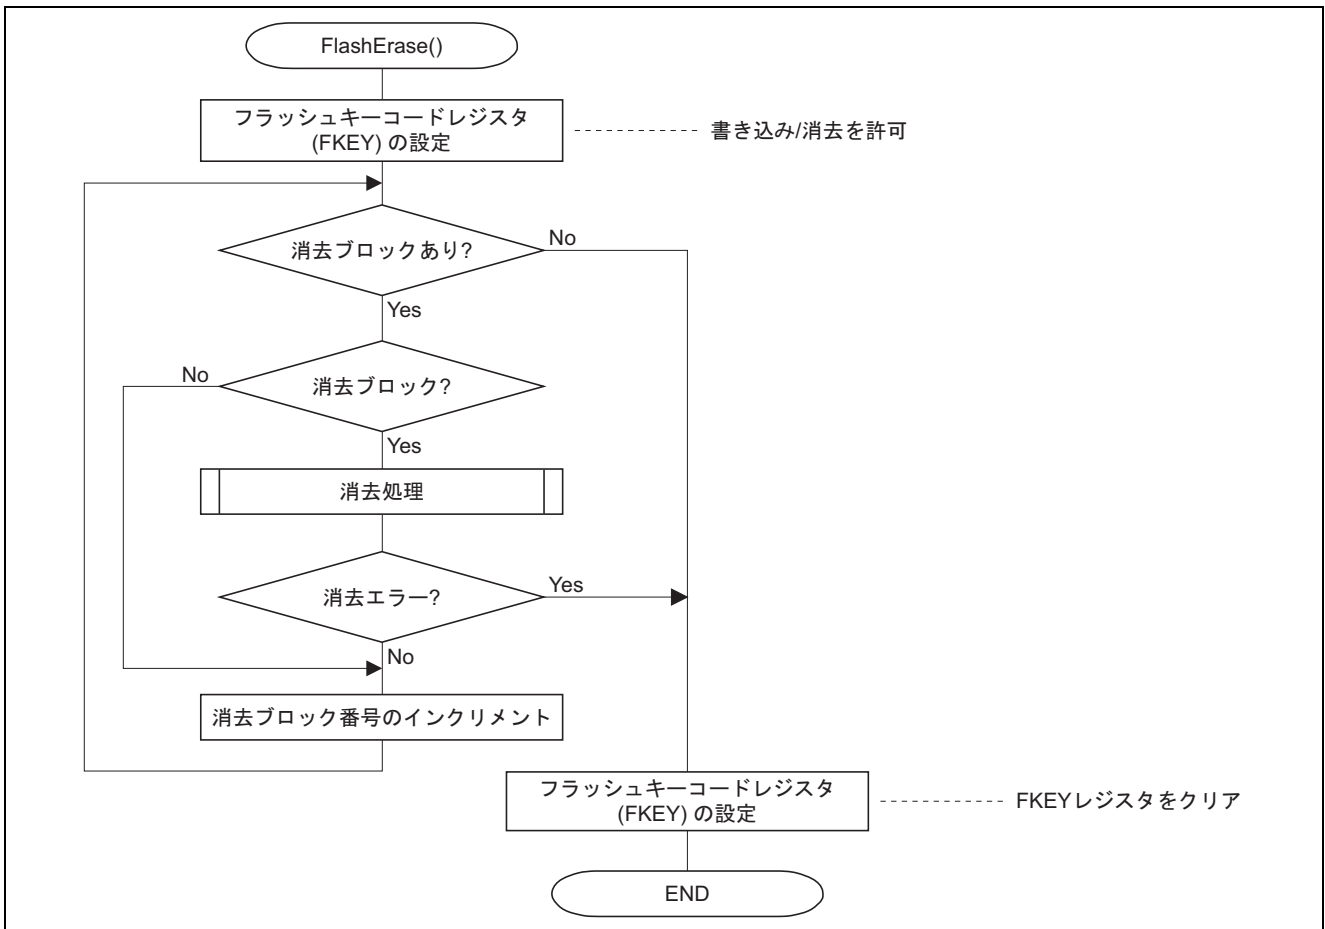 FlashErase()
フラッシュキーコードレジスタ
(FKEY) の設定
書き込み/消去を許可
消去ブロックあり?
No
Yes
消去ブロック?
No
Yes
消去処理
消去エラー?
Yes
No
消去ブロック番号のインクリメント
フラッシュキーコードレジスタ
(FKEY) の設定
FKEYレジスタをクリア
END